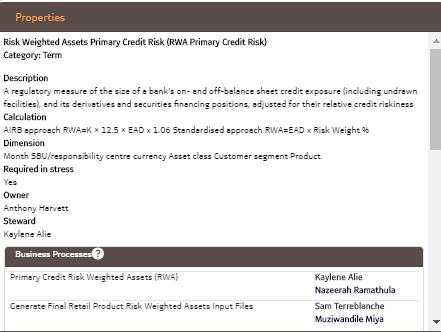 Properties
Risk Weighted Assets Primary Credit Risk (RWA Primary Credit Risk)
Category: Term
Description
A regulatory measure of the size of a bank's on- and off-balance sheet credit exposure (including undrawn
facilities), and its derivatives and securities financing positions, adjusted for their relative credit riskiness
Calculation
AIRB approach RWA=K × 12.5 × EAD x 1.06 Standardised approach RWA=EAD x Risk Weight %
Dimension
Month SBU/responsibility centre currency Asset class Customer segment Product
Required in stress
Yes
Owner
Anthony Harvett
Steward
Kaylene Alie
Business Processes ?
Primary Credit Risk Weighted Assets (RWA) Kaylene Alie
Nazeerah Ramathula
Generate Final Retail Product Risk Weighted Assets Input Files Sam Terreblanche
Muziwandile Miya